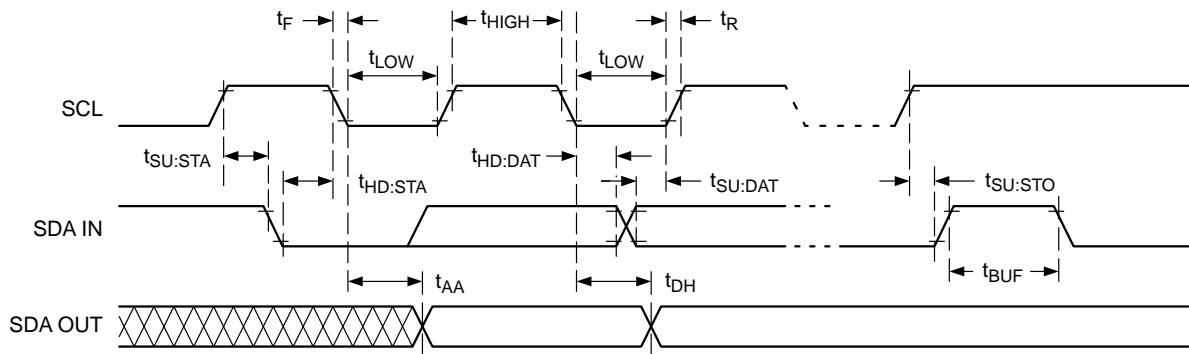 tF
tHIGH
tR
tLOW
tLOW
SCL
tSU:STA
tHD:STA
tHD:DAT
tSU:DAT
tSU:STO
SDA IN
tBUF
tAA
tDH
SDA OUT